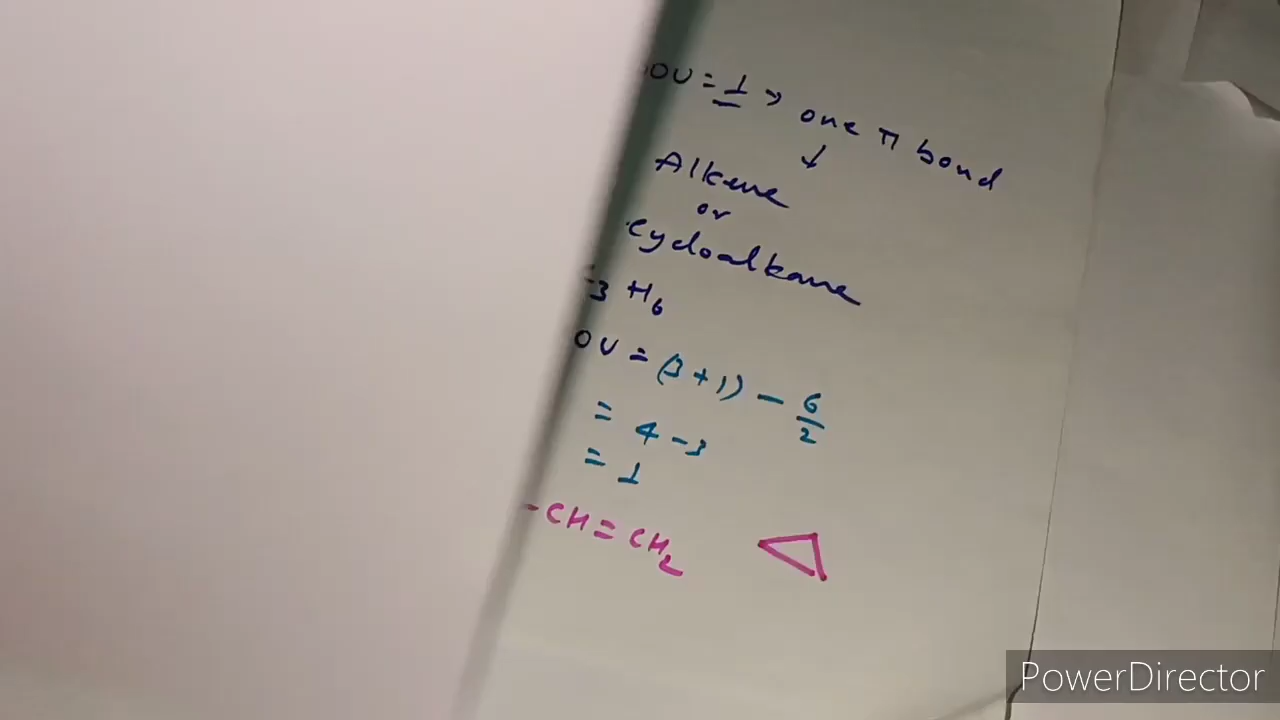 OU = 1 → one π bond
↓
Alkene
or
cycloalkane
3 H6
OU = (3+1) - 6/2
= 4 - 3
= 1
- CH = CH2
PowerDirector